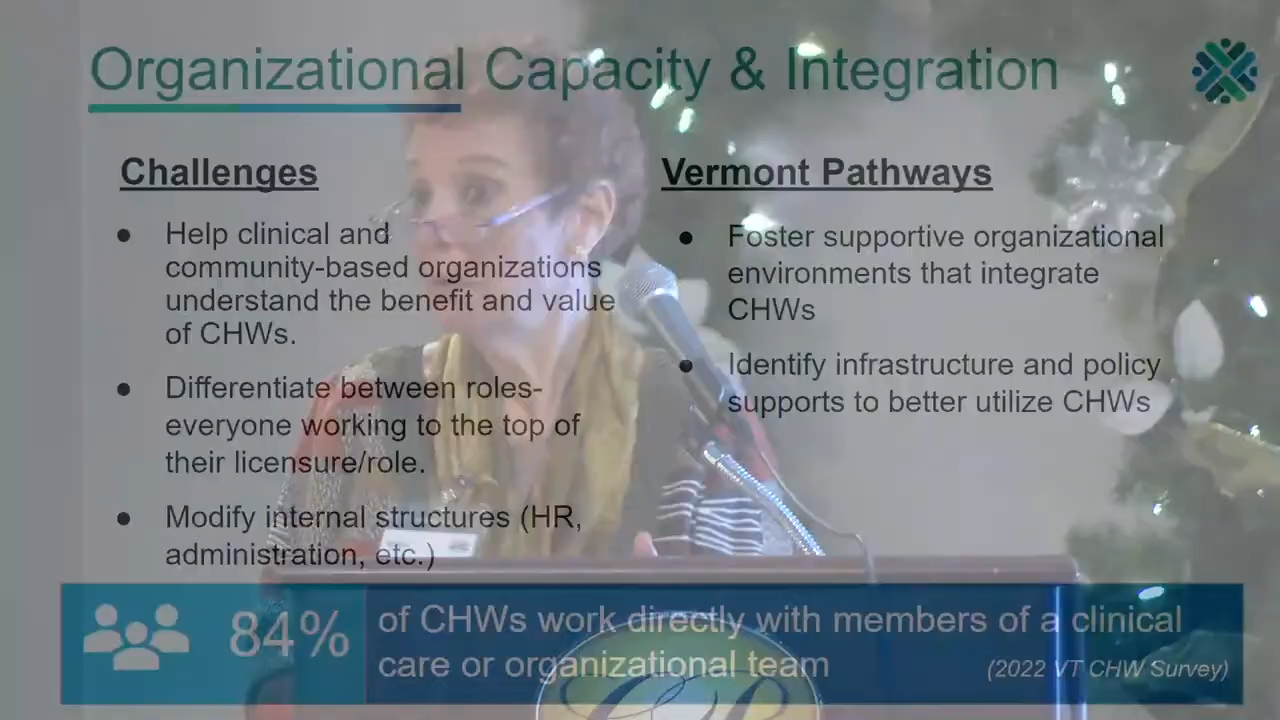 Organizational Capacity & Integration
Challenges
● Help clinical and
community-based organizations
understand the benefit and value
of CHWs.
● Differentiate between roles-
everyone working to the top of
their licensure/role.
● Modify internal structures (HR,
administration, etc.)
Vermont Pathways
● Foster supportive organizational
environments that integrate
CHWs
● Identify infrastructure and policy
supports to better utilize CHWs
84%
of CHWs work directly with members of a clinical
care or organizational team
(2022 VT CHW Survey)